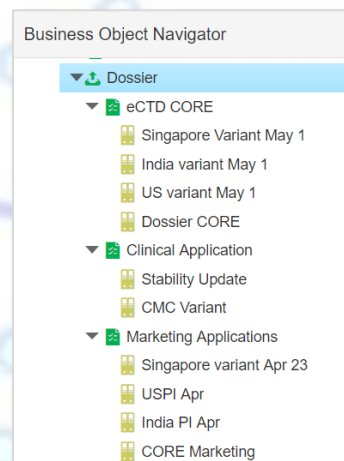 Business Object Navigator
Dossier
eCTD CORE
Singapore Variant May 1
India variant May 1
US variant May 1
Dossier CORE
Clinical Application
Stability Update
CMC Variant
Marketing Applications
Singapore variant Apr 23
USPI Apr
India PI Apr
CORE Marketing